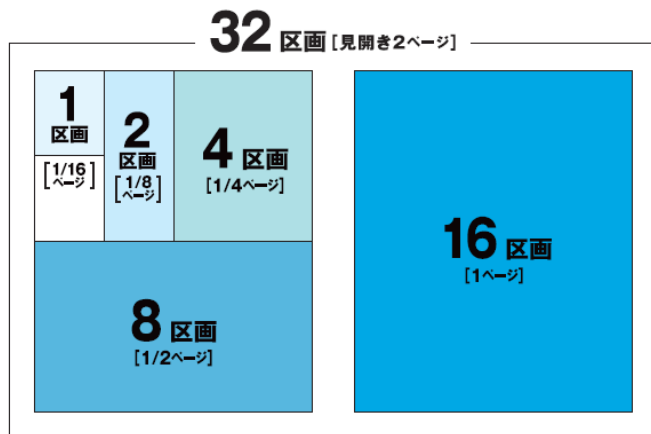 32 区画 [見開き2ページ]
1
区画
[1/16
ページ]
2
区画
[1/8
ページ]
4 区画
[1/4ページ]
8 区画
[1/2ページ]
16 区画
[1ページ]